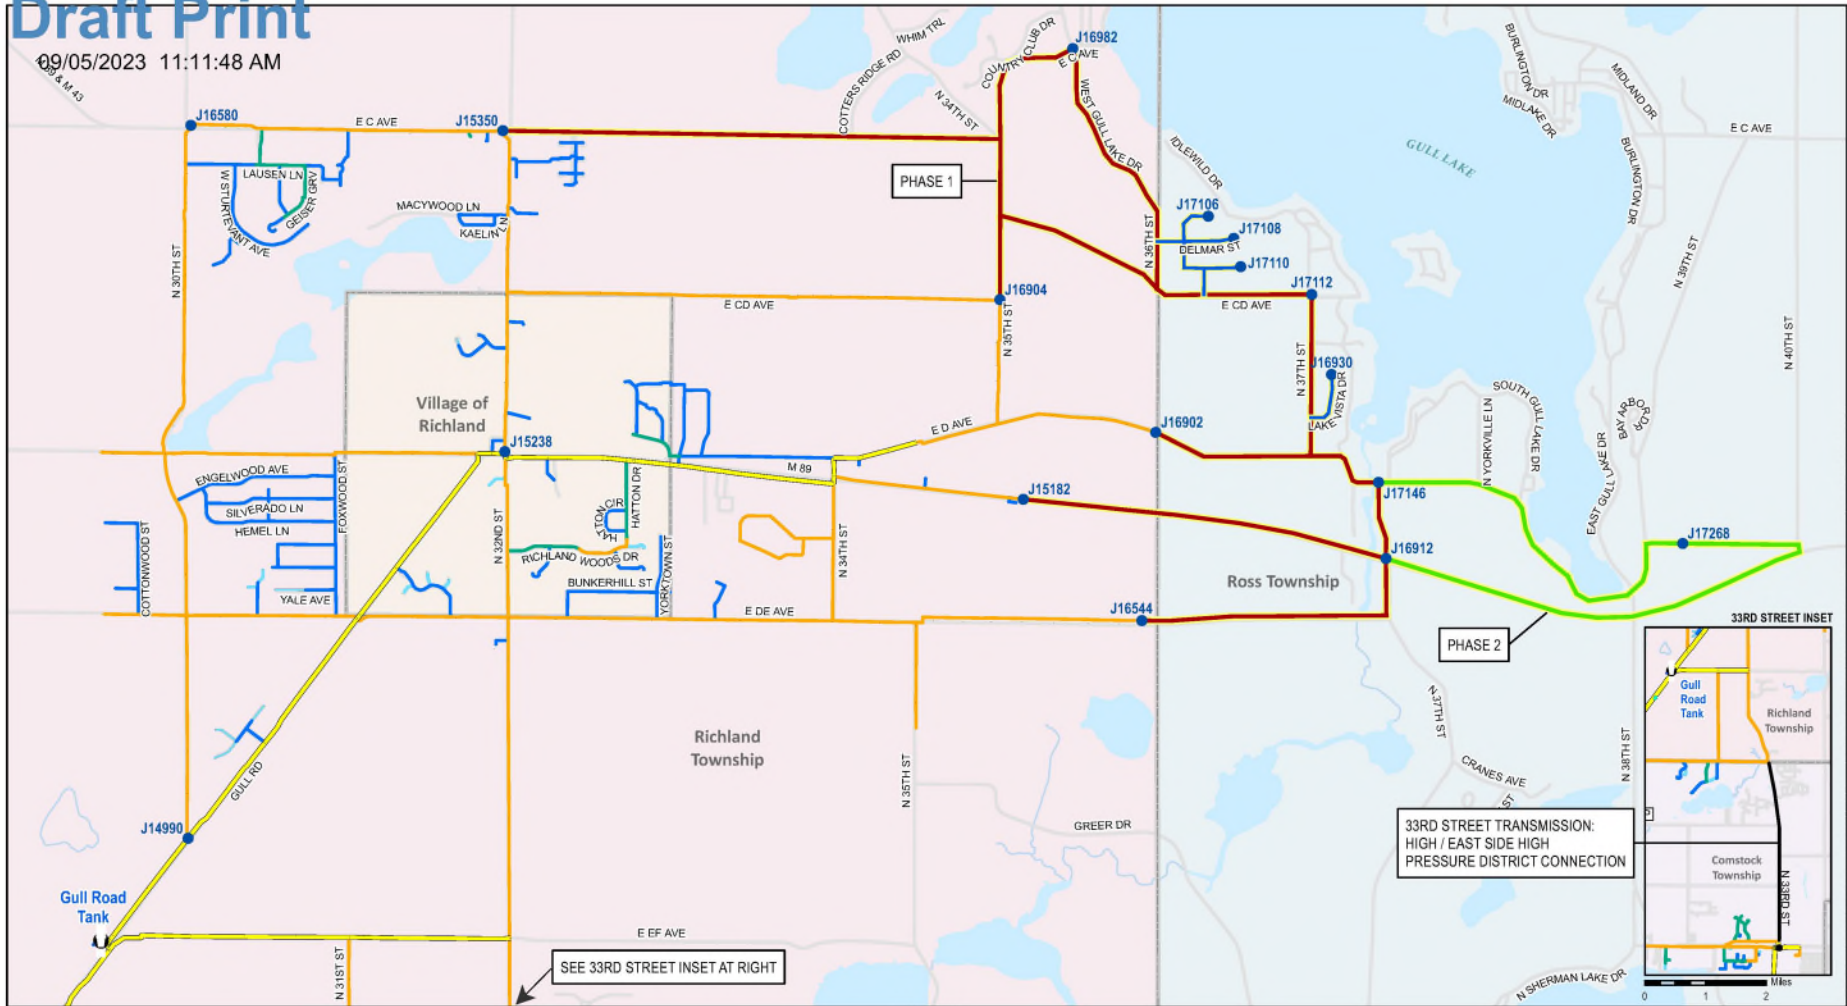 Draft Print
09/05/2023 11:11:48 AM
& M 43
J16580
E C AVE
J15350
COTTERS RIDGE RD
WHIM TRL
N 34TH ST
COUNTRY CLUB DR
J16982
E C AVE
WEST GULL LAKE DR
IDLEWILD DR
BURLINGTON DR
MIDLAKE DR
MIDLAND DR
BURLINGTON DR
E C AVE
GULL LAKE
LAUSEN LN
W STURTEVANT AVE
GEISER GRV
MACYWOOD LN
KAELIN LN
PHASE 1
J17106
J17108
DELMAR ST
J17110
N 36TH ST
J17112
E CD AVE
N 30TH ST
N 39TH ST
N 40TH ST
E CD AVE
J16904
N 35TH ST
N 37TH ST
J16930
LAKE VISTA DR
Village of
Richland
J15238
E D AVE
J16902
M 89
N YORKVILLE LN
SOUTH GULL LAKE DR
EAST GULL LAKE DR
BAY ARBOR DR
ENGELWOOD AVE
SILVERADO LN
HEMEL LN
FOXWOOD ST
COTTONWOOD ST
YALE AVE
N 32ND ST
HATTON CIR
HATTON DR
RICHLAND WOODS DR
BUNKERHILL ST
YORKTOWN ST
J15182
N 34TH ST
J17146
J16912
J17268
Ross Township
E DE AVE
J16544
PHASE 2
33RD STREET INSET
Gull
Road
Tank
Richland
Township
GULL RD
Richland
Township
N 35TH ST
N 37TH ST
N 38TH ST
CRANES AVE
ST
GREER DR
J14990
33RD STREET TRANSMISSION:
HIGH / EAST SIDE HIGH
PRESSURE DISTRICT CONNECTION
Comstock
Township
N 33RD ST
Gull Road
Tank
E EF AVE
N 31ST ST
SEE 33RD STREET INSET AT RIGHT
N SHERMAN LAKE DR
Miles
0 1 2